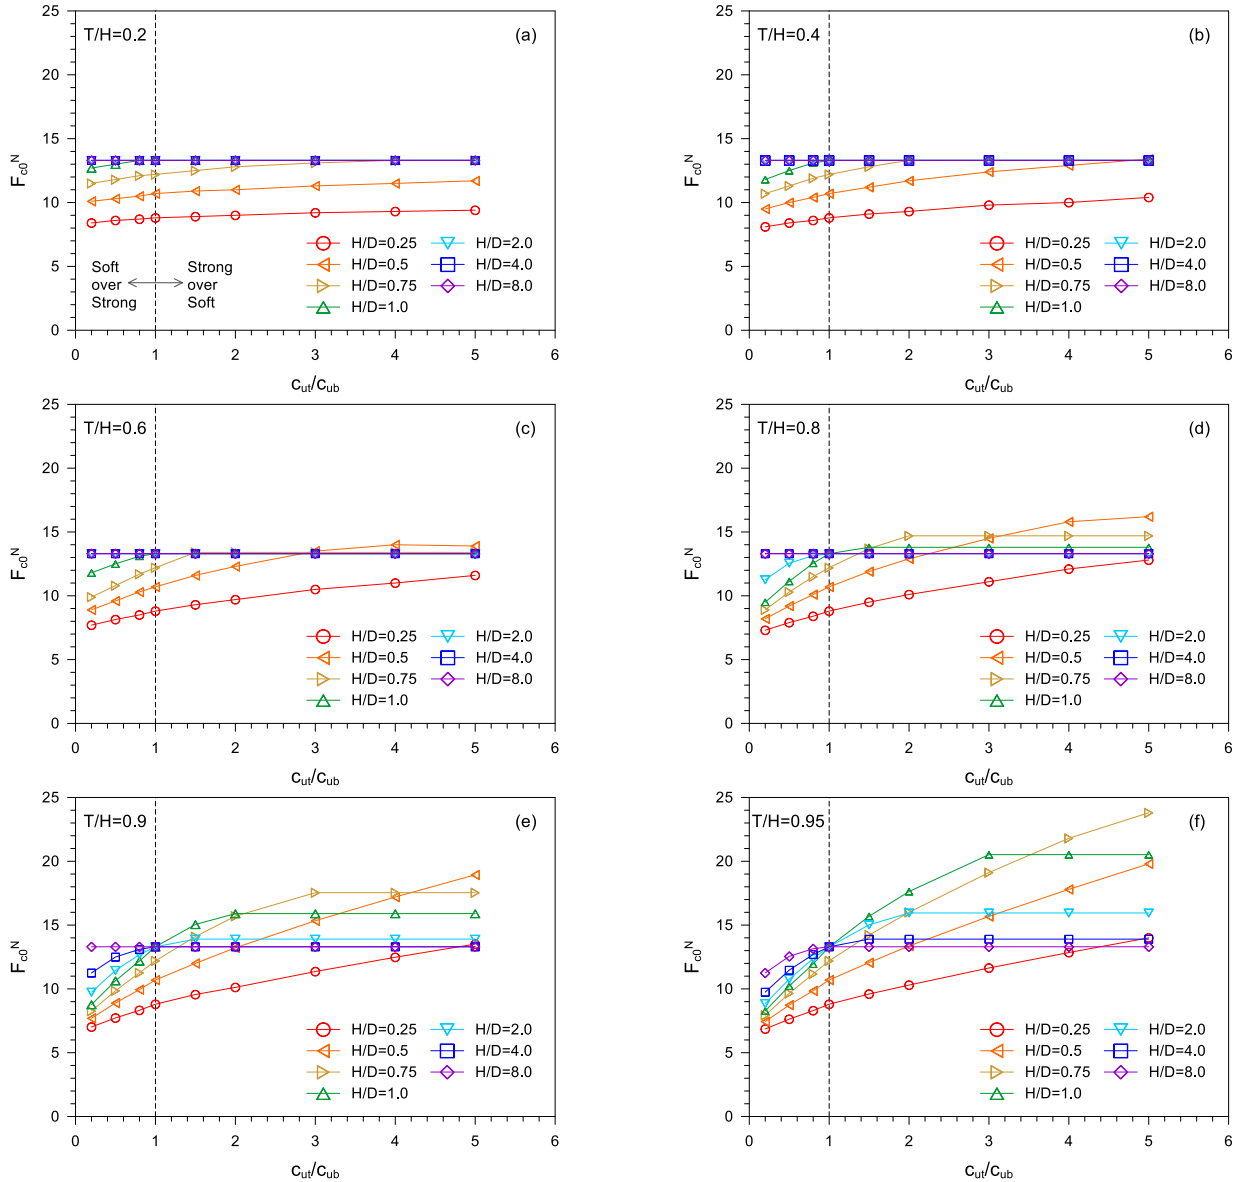 T/H=0.2
(a)
25
20
15
10
5
0
F_c0^N
Soft over Strong
Strong over Soft
H/D=0.25
H/D=0.5
H/D=0.75
H/D=1.0
H/D=2.0
H/D=4.0
H/D=8.0
0 1 2 3 4 5 6
c_ut/c_ub
T/H=0.4
(b)
25
20
15
10
5
0
F_c0^N
H/D=0.25
H/D=0.5
H/D=0.75
H/D=1.0
H/D=2.0
H/D=4.0
H/D=8.0
0 1 2 3 4 5 6
c_ut/c_ub
T/H=0.6
(c)
25
20
15
10
5
0
F_c0^N
H/D=0.25
H/D=0.5
H/D=0.75
H/D=1.0
H/D=2.0
H/D=4.0
H/D=8.0
0 1 2 3 4 5 6
c_ut/c_ub
T/H=0.8
(d)
25
20
15
10
5
0
F_c0^N
H/D=0.25
H/D=0.5
H/D=0.75
H/D=1.0
H/D=2.0
H/D=4.0
H/D=8.0
0 1 2 3 4 5 6
c_ut/c_ub
T/H=0.9
(e)
25
20
15
10
5
0
F_c0^N
H/D=0.25
H/D=0.5
H/D=0.75
H/D=1.0
H/D=2.0
H/D=4.0
H/D=8.0
0 1 2 3 4 5 6
c_ut/c_ub
T/H=0.95
(f)
25
20
15
10
5
0
F_c0^N
H/D=0.25
H/D=0.5
H/D=0.75
H/D=1.0
H/D=2.0
H/D=4.0
H/D=8.0
0 1 2 3 4 5 6
c_ut/c_ub